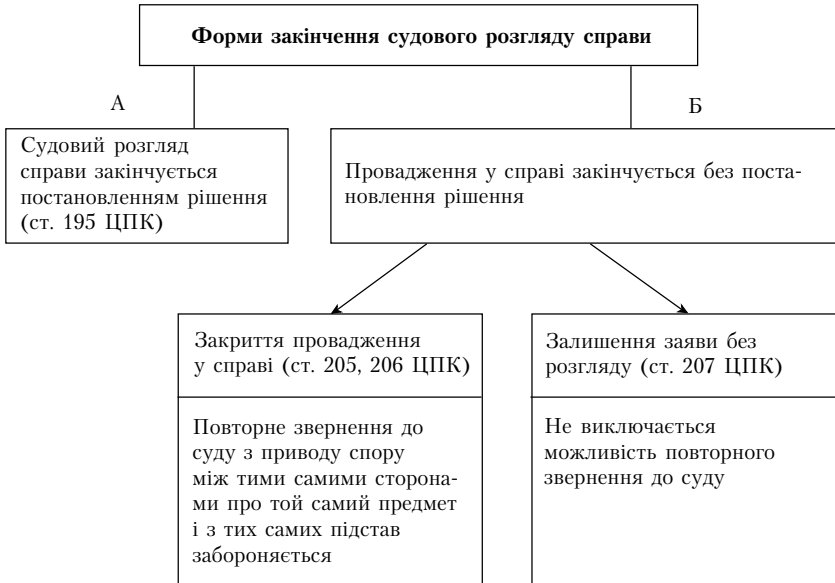 Форми закінчення судового розгляду справи
А
Б
Судовий розгляд
справи закінчується
постановленням рішення
(ст. 195 ЦПК)
Провадження у справі закінчується без поста-
новлення рішення
Закриття провадження
у справі (ст. 205, 206 ЦПК)
Повторне звернення до
суду з приводу спору
між тими самими сторона-
ми про той самий предмет
і з тих самих підстав
забороняється
Залишення заяви без
розгляду (ст. 207 ЦПК)
Не виключається
можливість повторного
звернення до суду